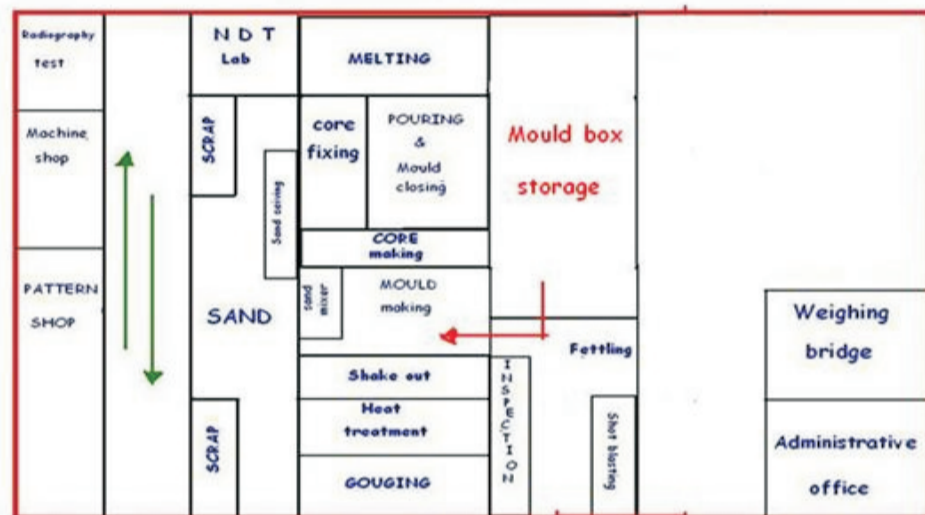 Radiography
test
Machine
shop
PATTERN
SHOP
N D T
Lab
SCRAP
Sand seiving
SAND
SCRAP
MELTING
core
fixing
POURING
&
Mould
closing
CORE
making
sand
mixer
MOULD
making
Shake out
Heat
treatment
GOUGING
Mould box
storage
Fettling
INSPECTION
Shot blasting
Weighing
bridge
Administrative
office